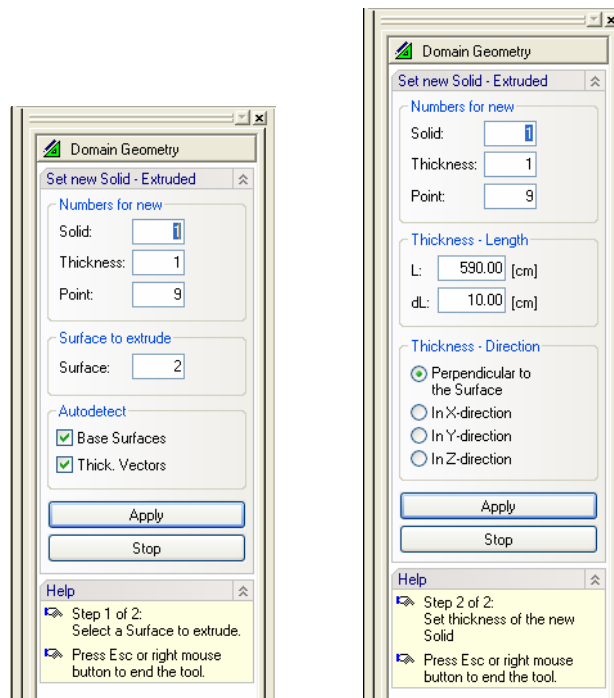 Domain Geometry
Set new Solid - Extruded
Numbers for new
Solid: 1
Thickness: 1
Point: 9
Surface to extrude
Surface: 2
Autodetect
Base Surfaces
Thick. Vectors
Apply
Stop
Help
Step 1 of 2:
Select a Surface to extrude.
Press Esc or right mouse
button to end the tool.
Domain Geometry
Set new Solid - Extruded
Numbers for new
Solid: 1
Thickness: 1
Point: 9
Thickness - Length
L: 590.00 [cm]
dL: 10.00 [cm]
Thickness - Direction
Perpendicular to
the Surface
In X-direction
In Y-direction
In Z-direction
Apply
Stop
Help
Step 2 of 2:
Set thickness of the new
Solid
Press Esc or right mouse
button to end the tool.